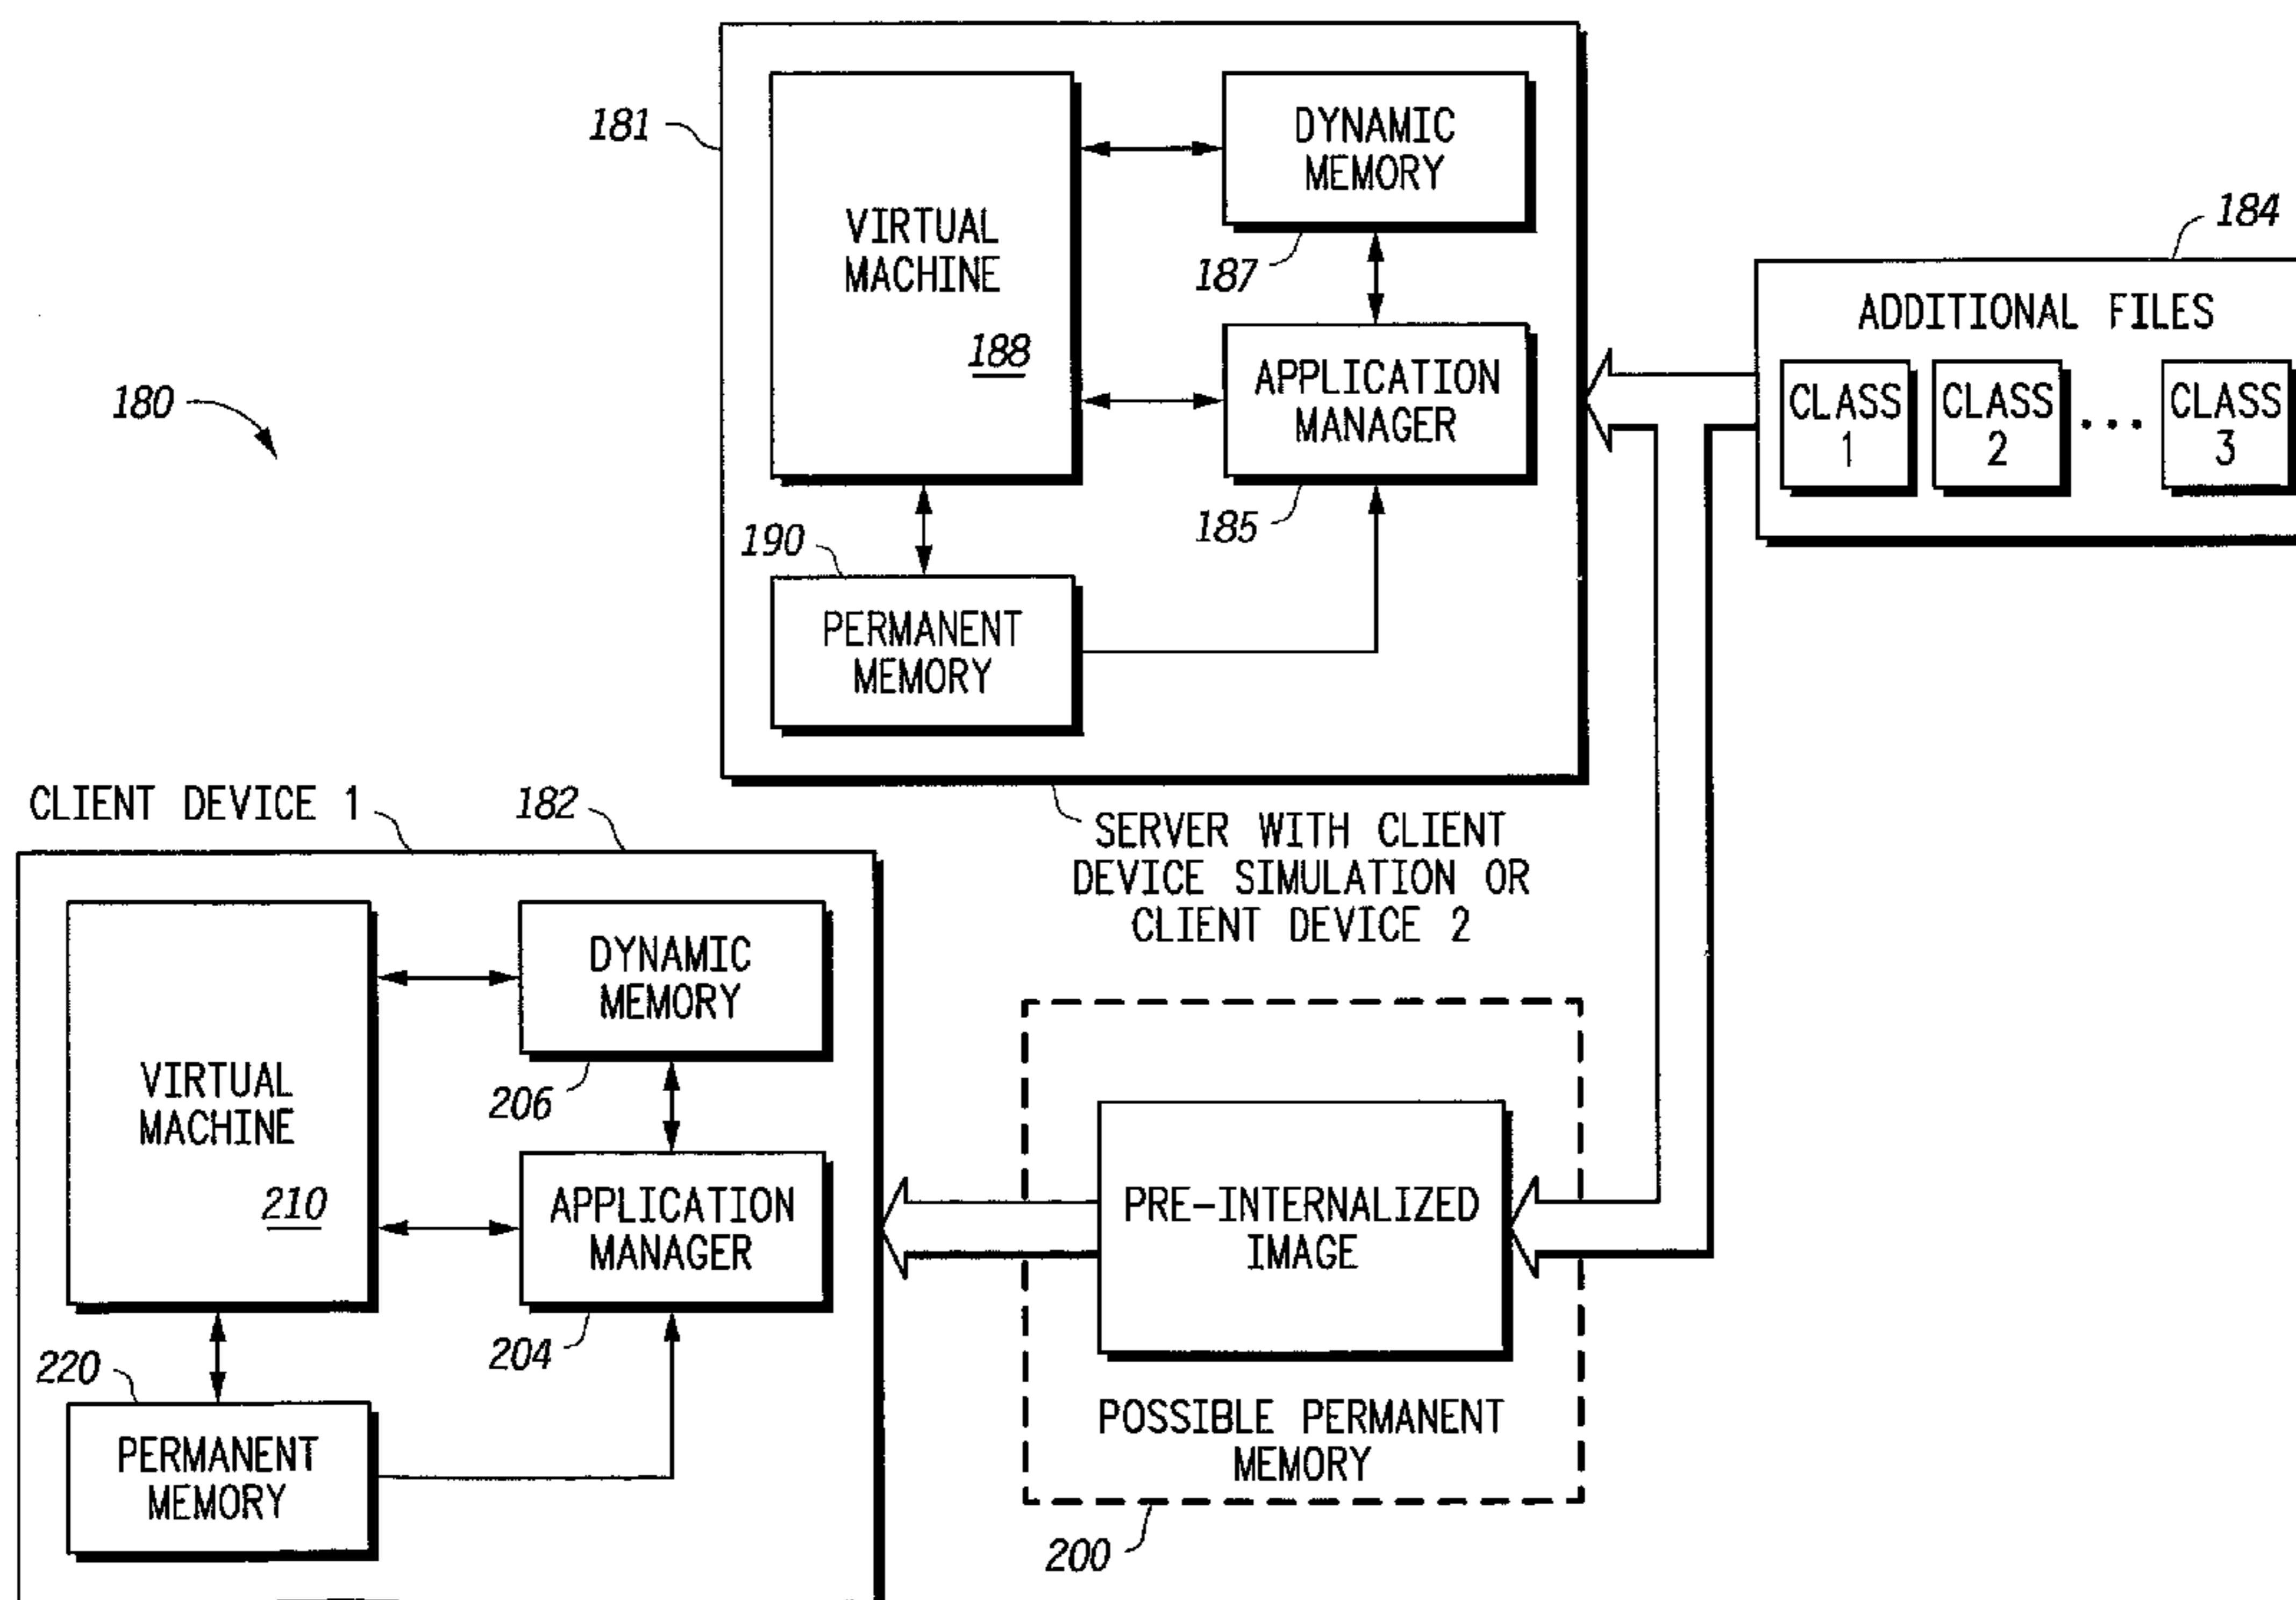 181
VIRTUAL
MACHINE
188
DYNAMIC
MEMORY
187
APPLICATION
MANAGER
185
190
PERMANENT
MEMORY
184
ADDITIONAL FILES
CLASS
1
CLASS
2
...
CLASS
3
180
SERVER WITH CLIENT
DEVICE SIMULATION OR
CLIENT DEVICE 2
CLIENT DEVICE 1
182
VIRTUAL
MACHINE
210
DYNAMIC
MEMORY
206
APPLICATION
MANAGER
204
220
PERMANENT
MEMORY
PRE-INTERNALIZED
IMAGE
POSSIBLE PERMANENT
MEMORY
200